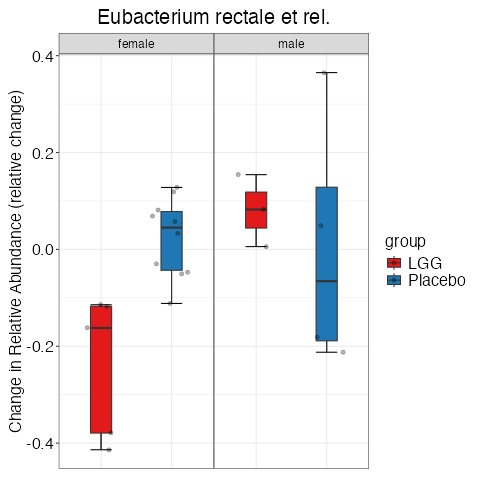 Eubacterium rectale et rel.
female
male
Change in Relative Abundance (relative change)
0.4
0.2
0.0
-0.2
-0.4
group
LGG
Placebo